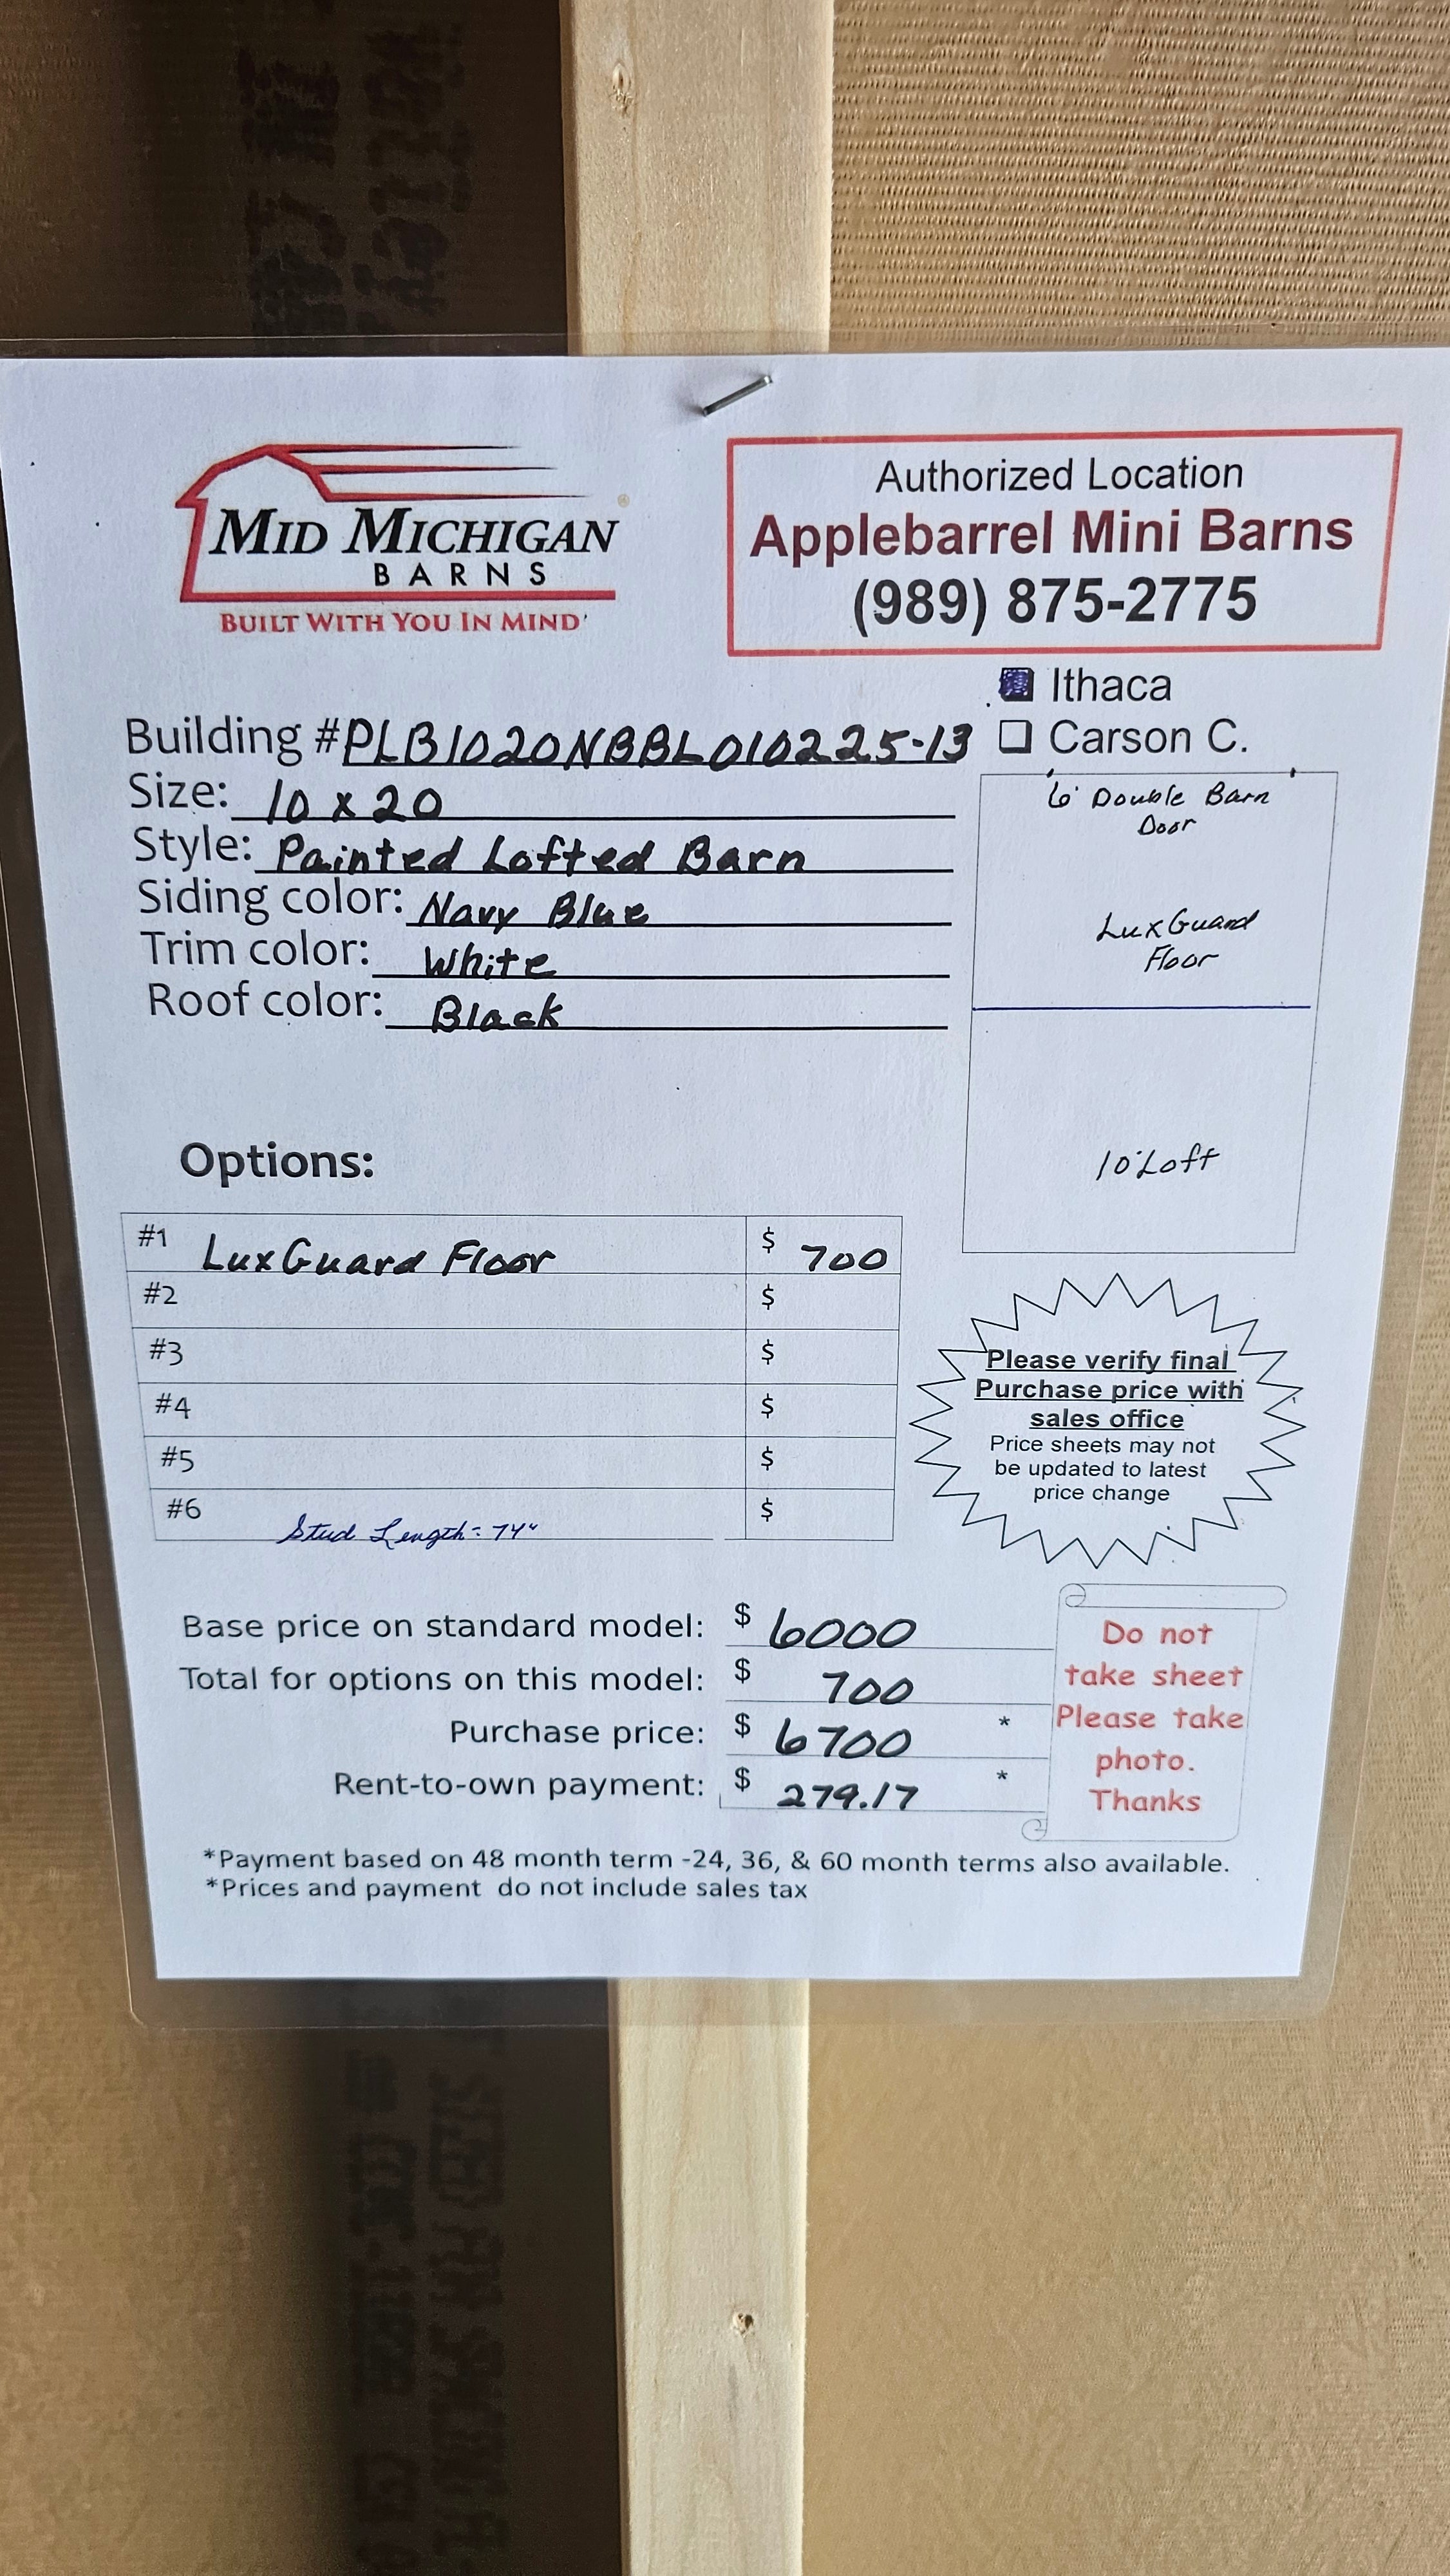 MID MICHIGAN
BARNS
BUILT WITH YOU IN MIND
®
Authorized Location
Applebarrel Mini Barns
(989) 875-2775
Ithaca
Carson C.
Building #PLB1020NBBL010225-13
Size: 10 x 20
Style: Painted Lofted Barn
Siding color: Navy Blue
Trim color: White
Roof color: Black
6' Double Barn
Door
LuxGuard
Floor
10' Loft
Options:
#1 LuxGuard Floor $ 700
#2 $
#3 $
#4 $
#5 $
#6 Stud Length = 74" $
Please verify final
Purchase price with
sales office
Price sheets may not
be updated to latest
price change
Base price on standard model: $ 6000
Total for options on this model: $ 700
Purchase price: $ 6700 *
Rent-to-own payment: $ 279.17 *
Do not
take sheet
Please take
photo.
Thanks
*Payment based on 48 month term -24, 36, & 60 month terms also available.
*Prices and payment do not include sales tax